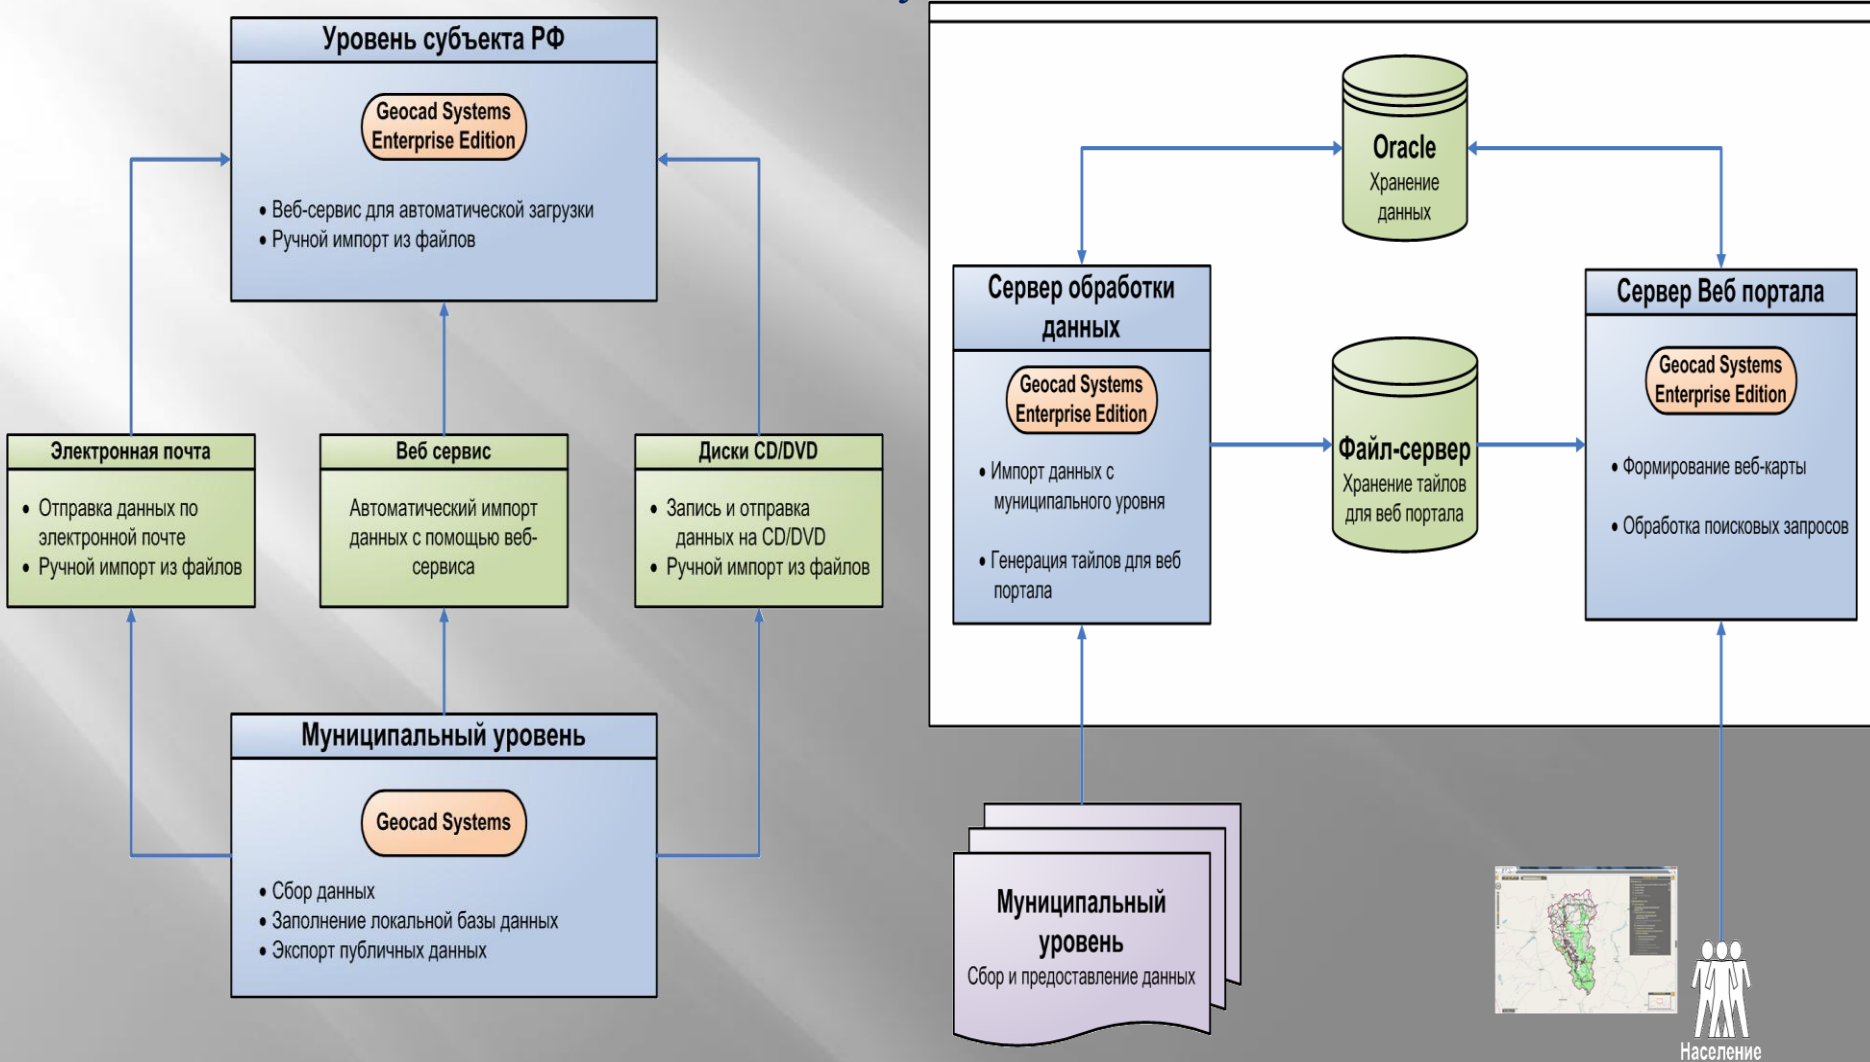 Уровень субъекта РФ
Geocad Systems
Enterprise Edition
• Веб-сервис для автоматической загрузки
• Ручной импорт из файлов
Электронная почта
• Отправка данных по
электронной почте
• Ручной импорт из файлов
Веб сервис
Автоматический импорт
данных с помощью веб-
сервиса
Диски CD/DVD
• Запись и отправка
данных на CD/DVD
• Ручной импорт из файлов
Муниципальный уровень
Geocad Systems
• Сбор данных
• Заполнение локальной базы данных
• Экспорт публичных данных
Oracle
Хранение
данных
Сервер обработки
данных
Geocad Systems
Enterprise Edition
• Импорт данных с
муниципального уровня
• Генерация тайлов для веб
портала
Файл-сервер
Хранение тайлов
для веб портала
Сервер Веб портала
Geocad Systems
Enterprise Edition
• Формирование веб-карты
• Обработка поисковых запросов
Муниципальный
уровень
Сбор и предоставление данных
Население